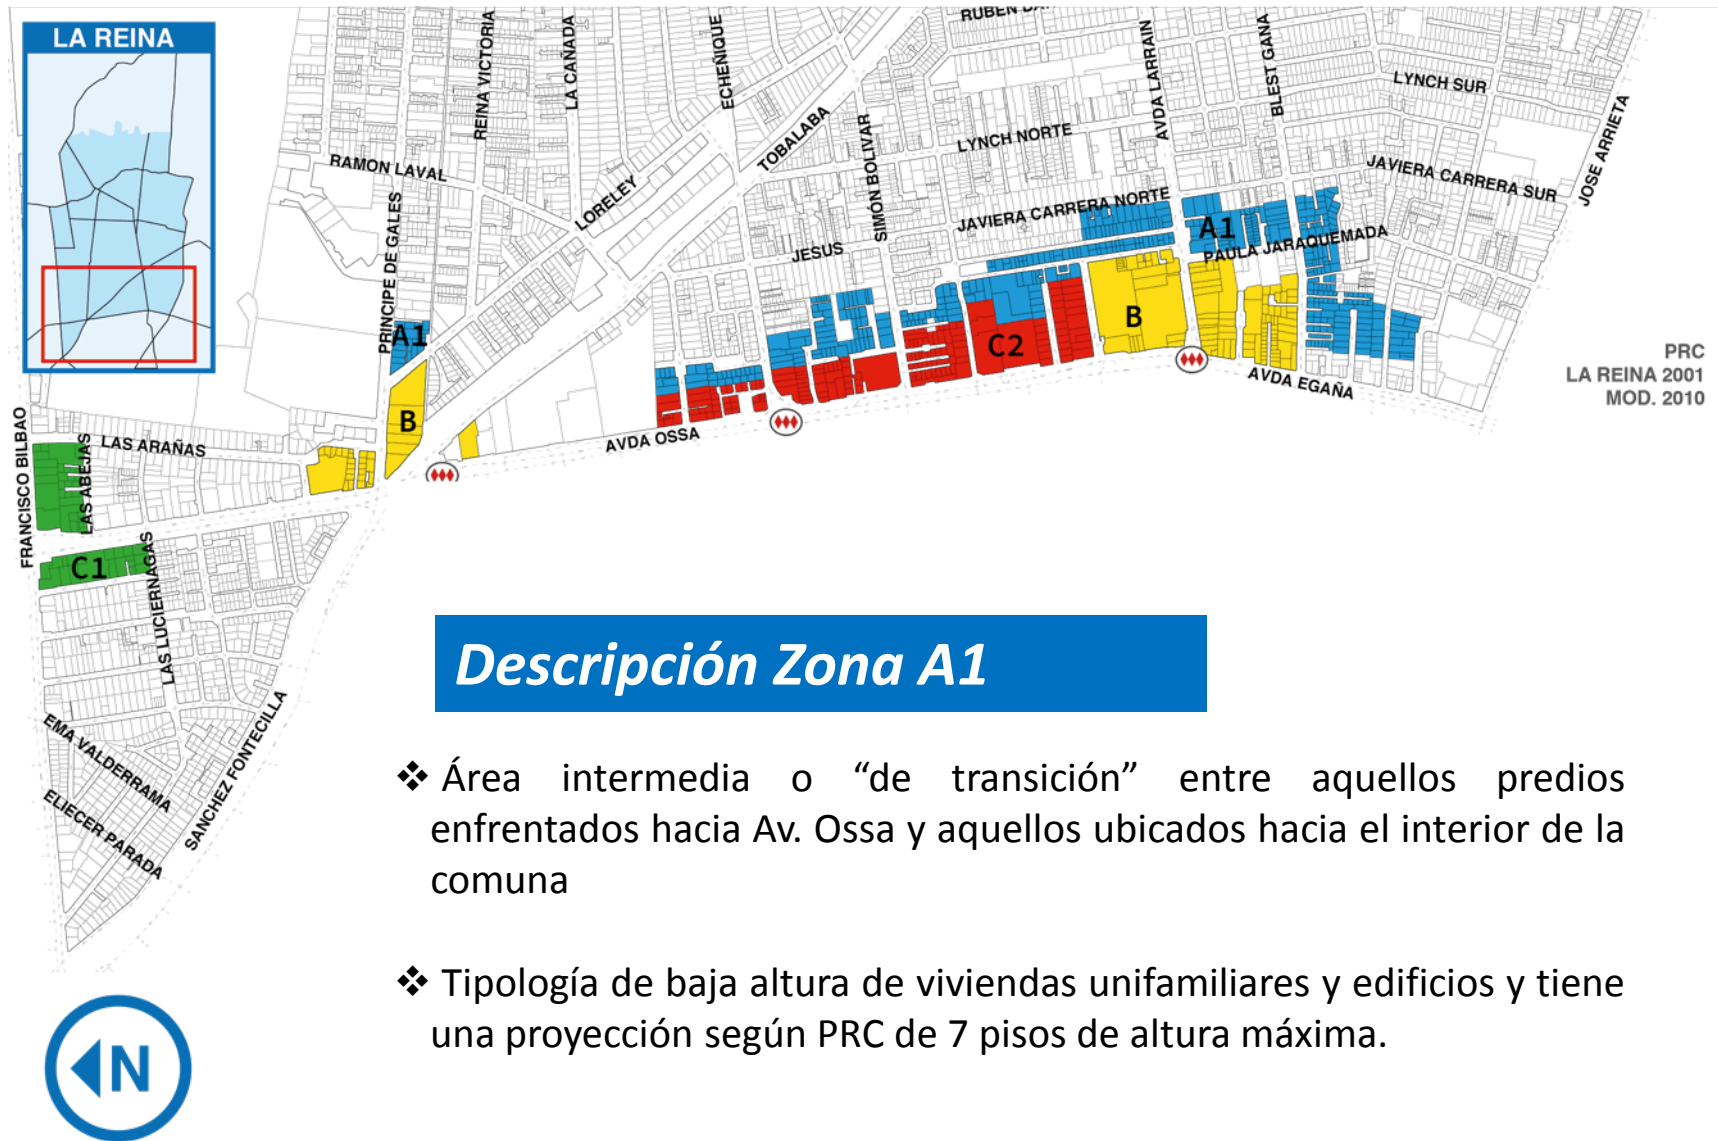 LA REINA
REINA VICTORIA
LA CAÑADA
ECHEÑIQUE
AVDA LARRAIN
BLEST GANA
LYNCH SUR
JOSE ARRIETA
TOBALABA
SIMON BOLIVAR
LYNCH NORTE
RAMON LAVAL
JAVIERA CARRERA SUR
LORELEY
PRINCIPE DE GALES
JAVIERA CARRERA NORTE
A1
PAULA JARAQUEMADA
JESUS
B
A1
C2
PRC
LA REINA 2001
MOD. 2010
AVDA EGAÑA
B
AVDA OSSA
FRANCISCO BILBAO
LAS ABEJAS
LAS ARAÑAS
C1
LAS LUCIERNAGAS
SANCHEZ FONTECILLA
EMA VALDERRAMA
ELIECER PARADA
Descripción Zona A1
❖ Área intermedia o “de transición” entre aquellos predios
enfrentados hacia Av. Ossa y aquellos ubicados hacia el interior de la
comuna
❖ Tipología de baja altura de viviendas unifamiliares y edificios y tiene
una proyección según PRC de 7 pisos de altura máxima.
N